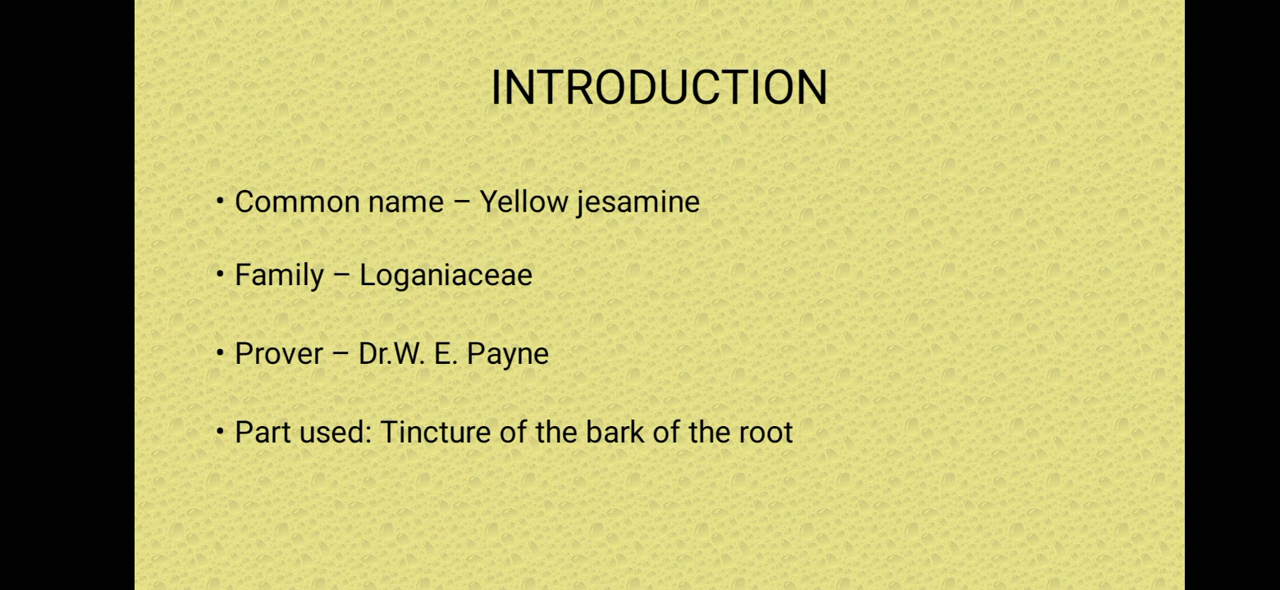 INTRODUCTION
• Common name – Yellow jesamine
• Family – Loganiaceae
• Prover – Dr.W. E. Payne
• Part used: Tincture of the bark of the root